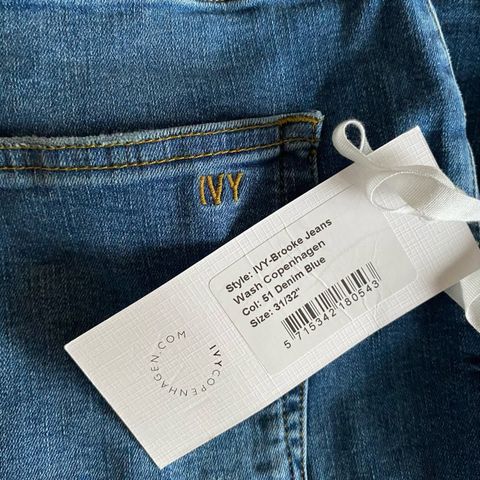 IVY
Style: IVY-Brooke Jeans
Wash Copenhagen
Col: 51 Denim Blue
Size: 31/32"
5 715342 180543
IVYCOPENHAGEN.COM